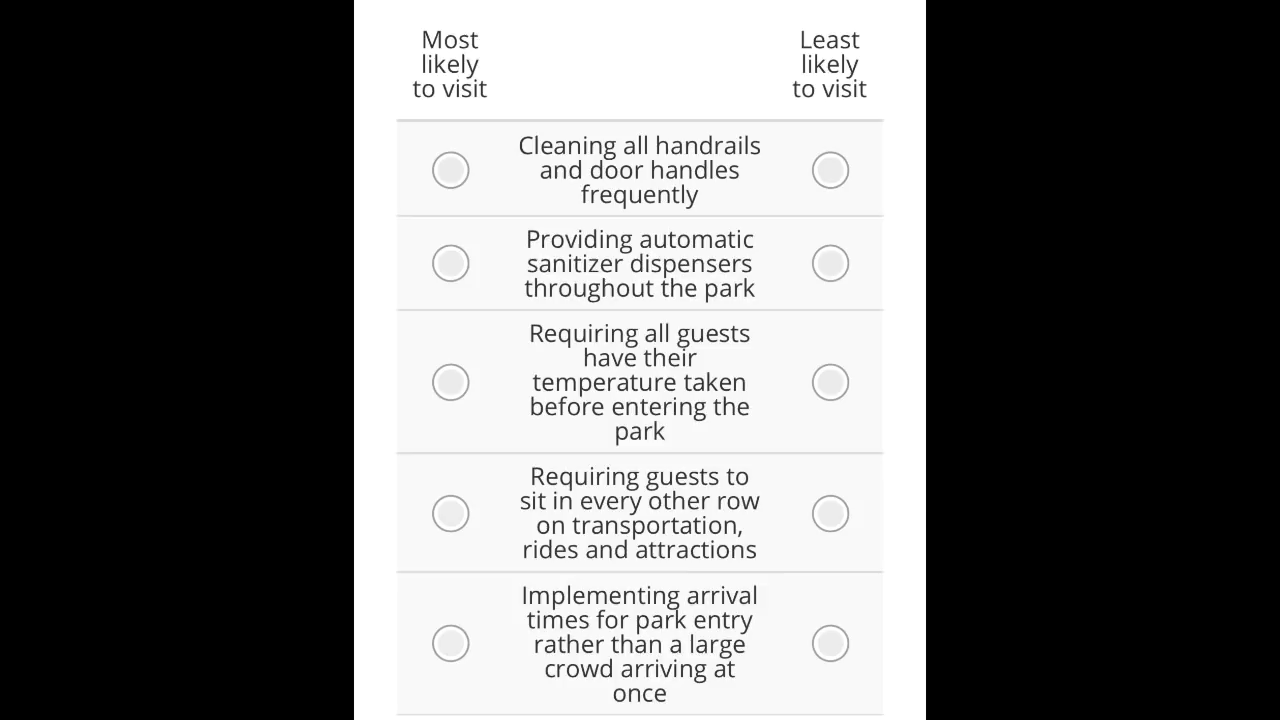 Most
likely
to visit
Least
likely
to visit
Cleaning all handrails
and door handles
frequently
Providing automatic
sanitizer dispensers
throughout the park
Requiring all guests
have their
temperature taken
before entering the
park
Requiring guests to
sit in every other row
on transportation,
rides and attractions
Implementing arrival
times for park entry
rather than a large
crowd arriving at
once